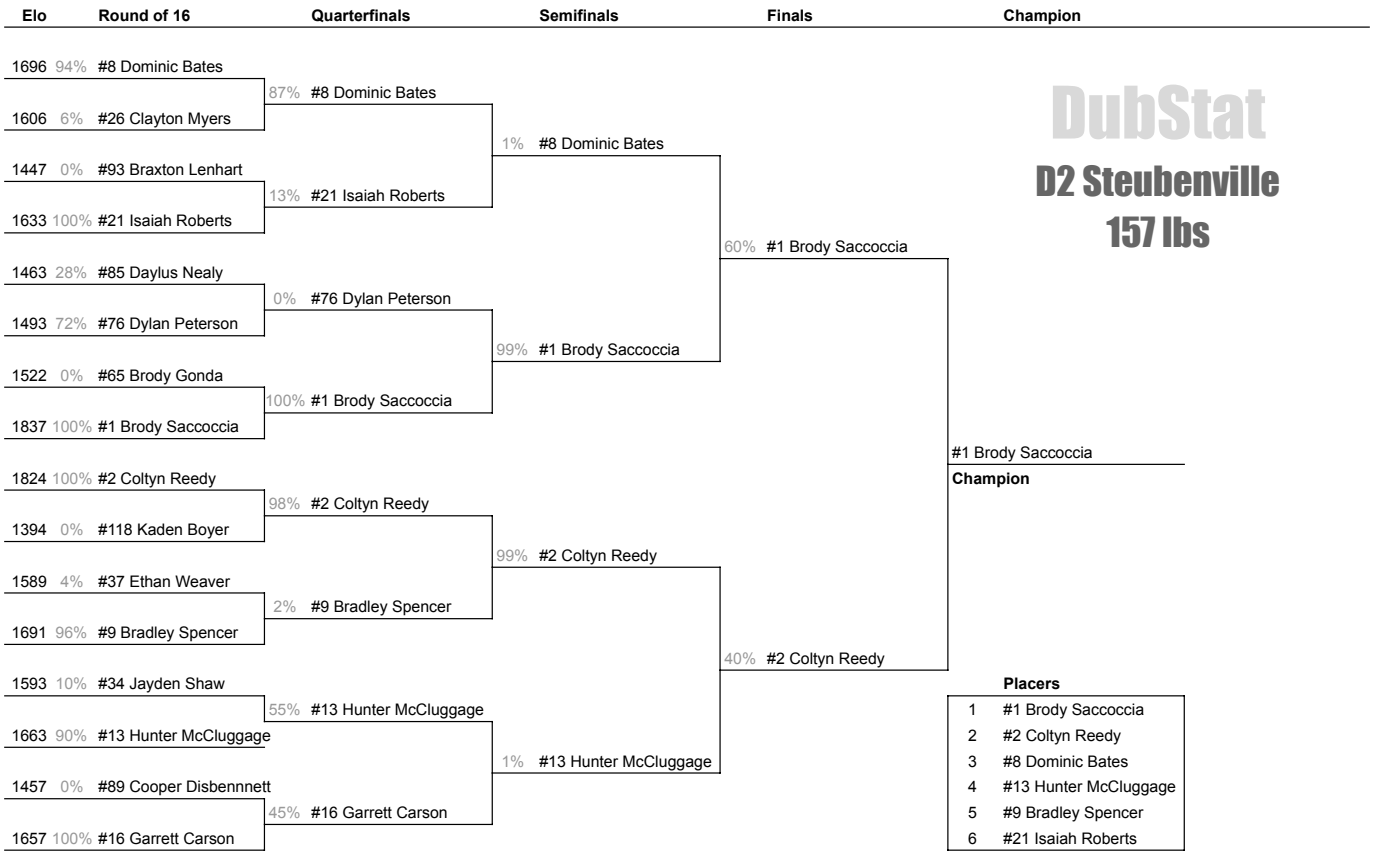 Elo Round of 16 Quarterfinals Semifinals Finals Champion
1696 94% #8 Dominic Bates
87% #8 Dominic Bates
1606 6% #26 Clayton Myers
1% #8 Dominic Bates
1447 0% #93 Braxton Lenhart
13% #21 Isaiah Roberts
1633 100% #21 Isaiah Roberts
60% #1 Brody Saccoccia
1463 28% #85 Daylus Nealy
0% #76 Dylan Peterson
1493 72% #76 Dylan Peterson
99% #1 Brody Saccoccia
1522 0% #65 Brody Gonda
100% #1 Brody Saccoccia
1837 100% #1 Brody Saccoccia
#1 Brody Saccoccia
Champion
1824 100% #2 Coltyn Reedy
98% #2 Coltyn Reedy
1394 0% #118 Kaden Boyer
99% #2 Coltyn Reedy
1589 4% #37 Ethan Weaver
2% #9 Bradley Spencer
1691 96% #9 Bradley Spencer
40% #2 Coltyn Reedy
1593 10% #34 Jayden Shaw
55% #13 Hunter McCluggage
1663 90% #13 Hunter McCluggage
1% #13 Hunter McCluggage
1457 0% #89 Cooper Disbennnett
45% #16 Garrett Carson
1657 100% #16 Garrett Carson
DubStat
D2 Steubenville
157 lbs
Placers
1 #1 Brody Saccoccia
2 #2 Coltyn Reedy
3 #8 Dominic Bates
4 #13 Hunter McCluggage
5 #9 Bradley Spencer
6 #21 Isaiah Roberts